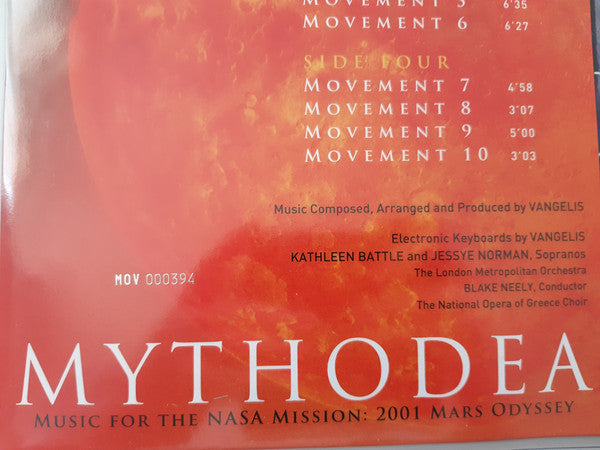 MOVEMENT 5 6'35
MOVEMENT 6 6'27
SIDE FOUR
MOVEMENT 7 4'58
MOVEMENT 8 3'07
MOVEMENT 9 5'00
MOVEMENT 10 3'03
Music Composed, Arranged and Produced by VANGELIS
Electronic Keyboards by VANGELIS
KATHLEEN BATTLE and JESSYE NORMAN, Sopranos
The London Metropolitan Orchestra
BLAKE NEELY, Conductor
The National Opera of Greece Choir
MOV 000394
MYTHODEA
MUSIC FOR THE NASA MISSION: 2001 MARS ODYSSEY